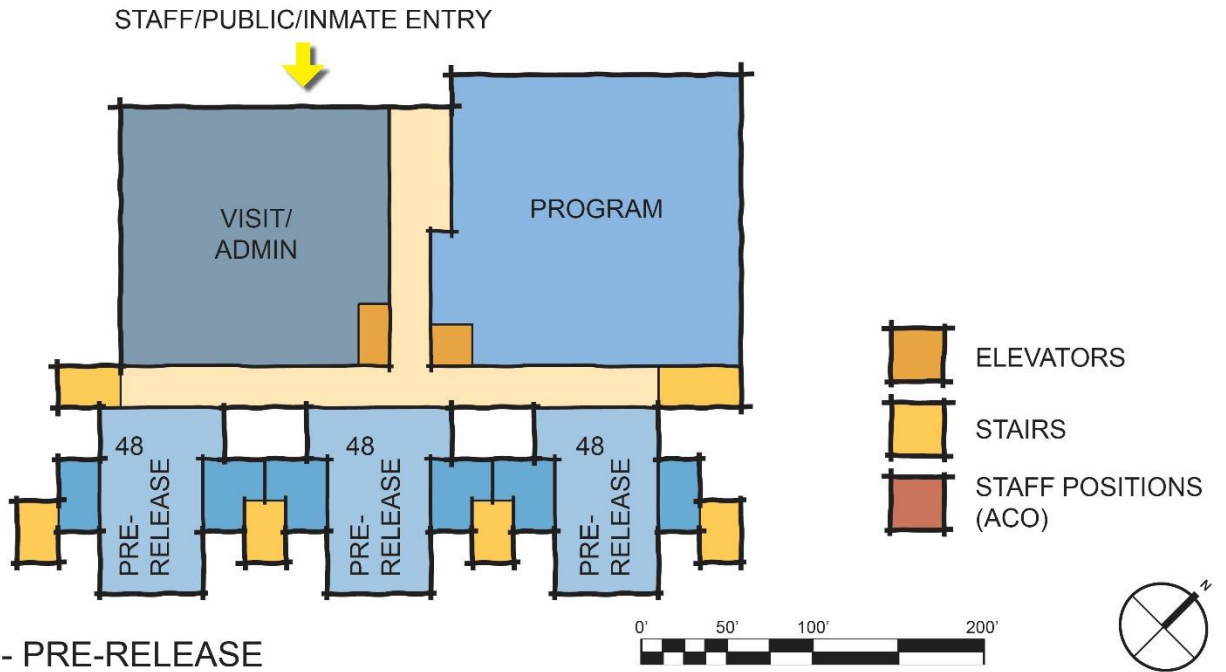 STAFF/PUBLIC/INMATE ENTRY
VISIT/
ADMIN
PROGRAM
48
PRE-
RELEASE
48
PRE-
RELEASE
48
PRE-
RELEASE
ELEVATORS
STAIRS
STAFF POSITIONS
(ACO)
- PRE-RELEASE
0' 50' 100' 200'
N